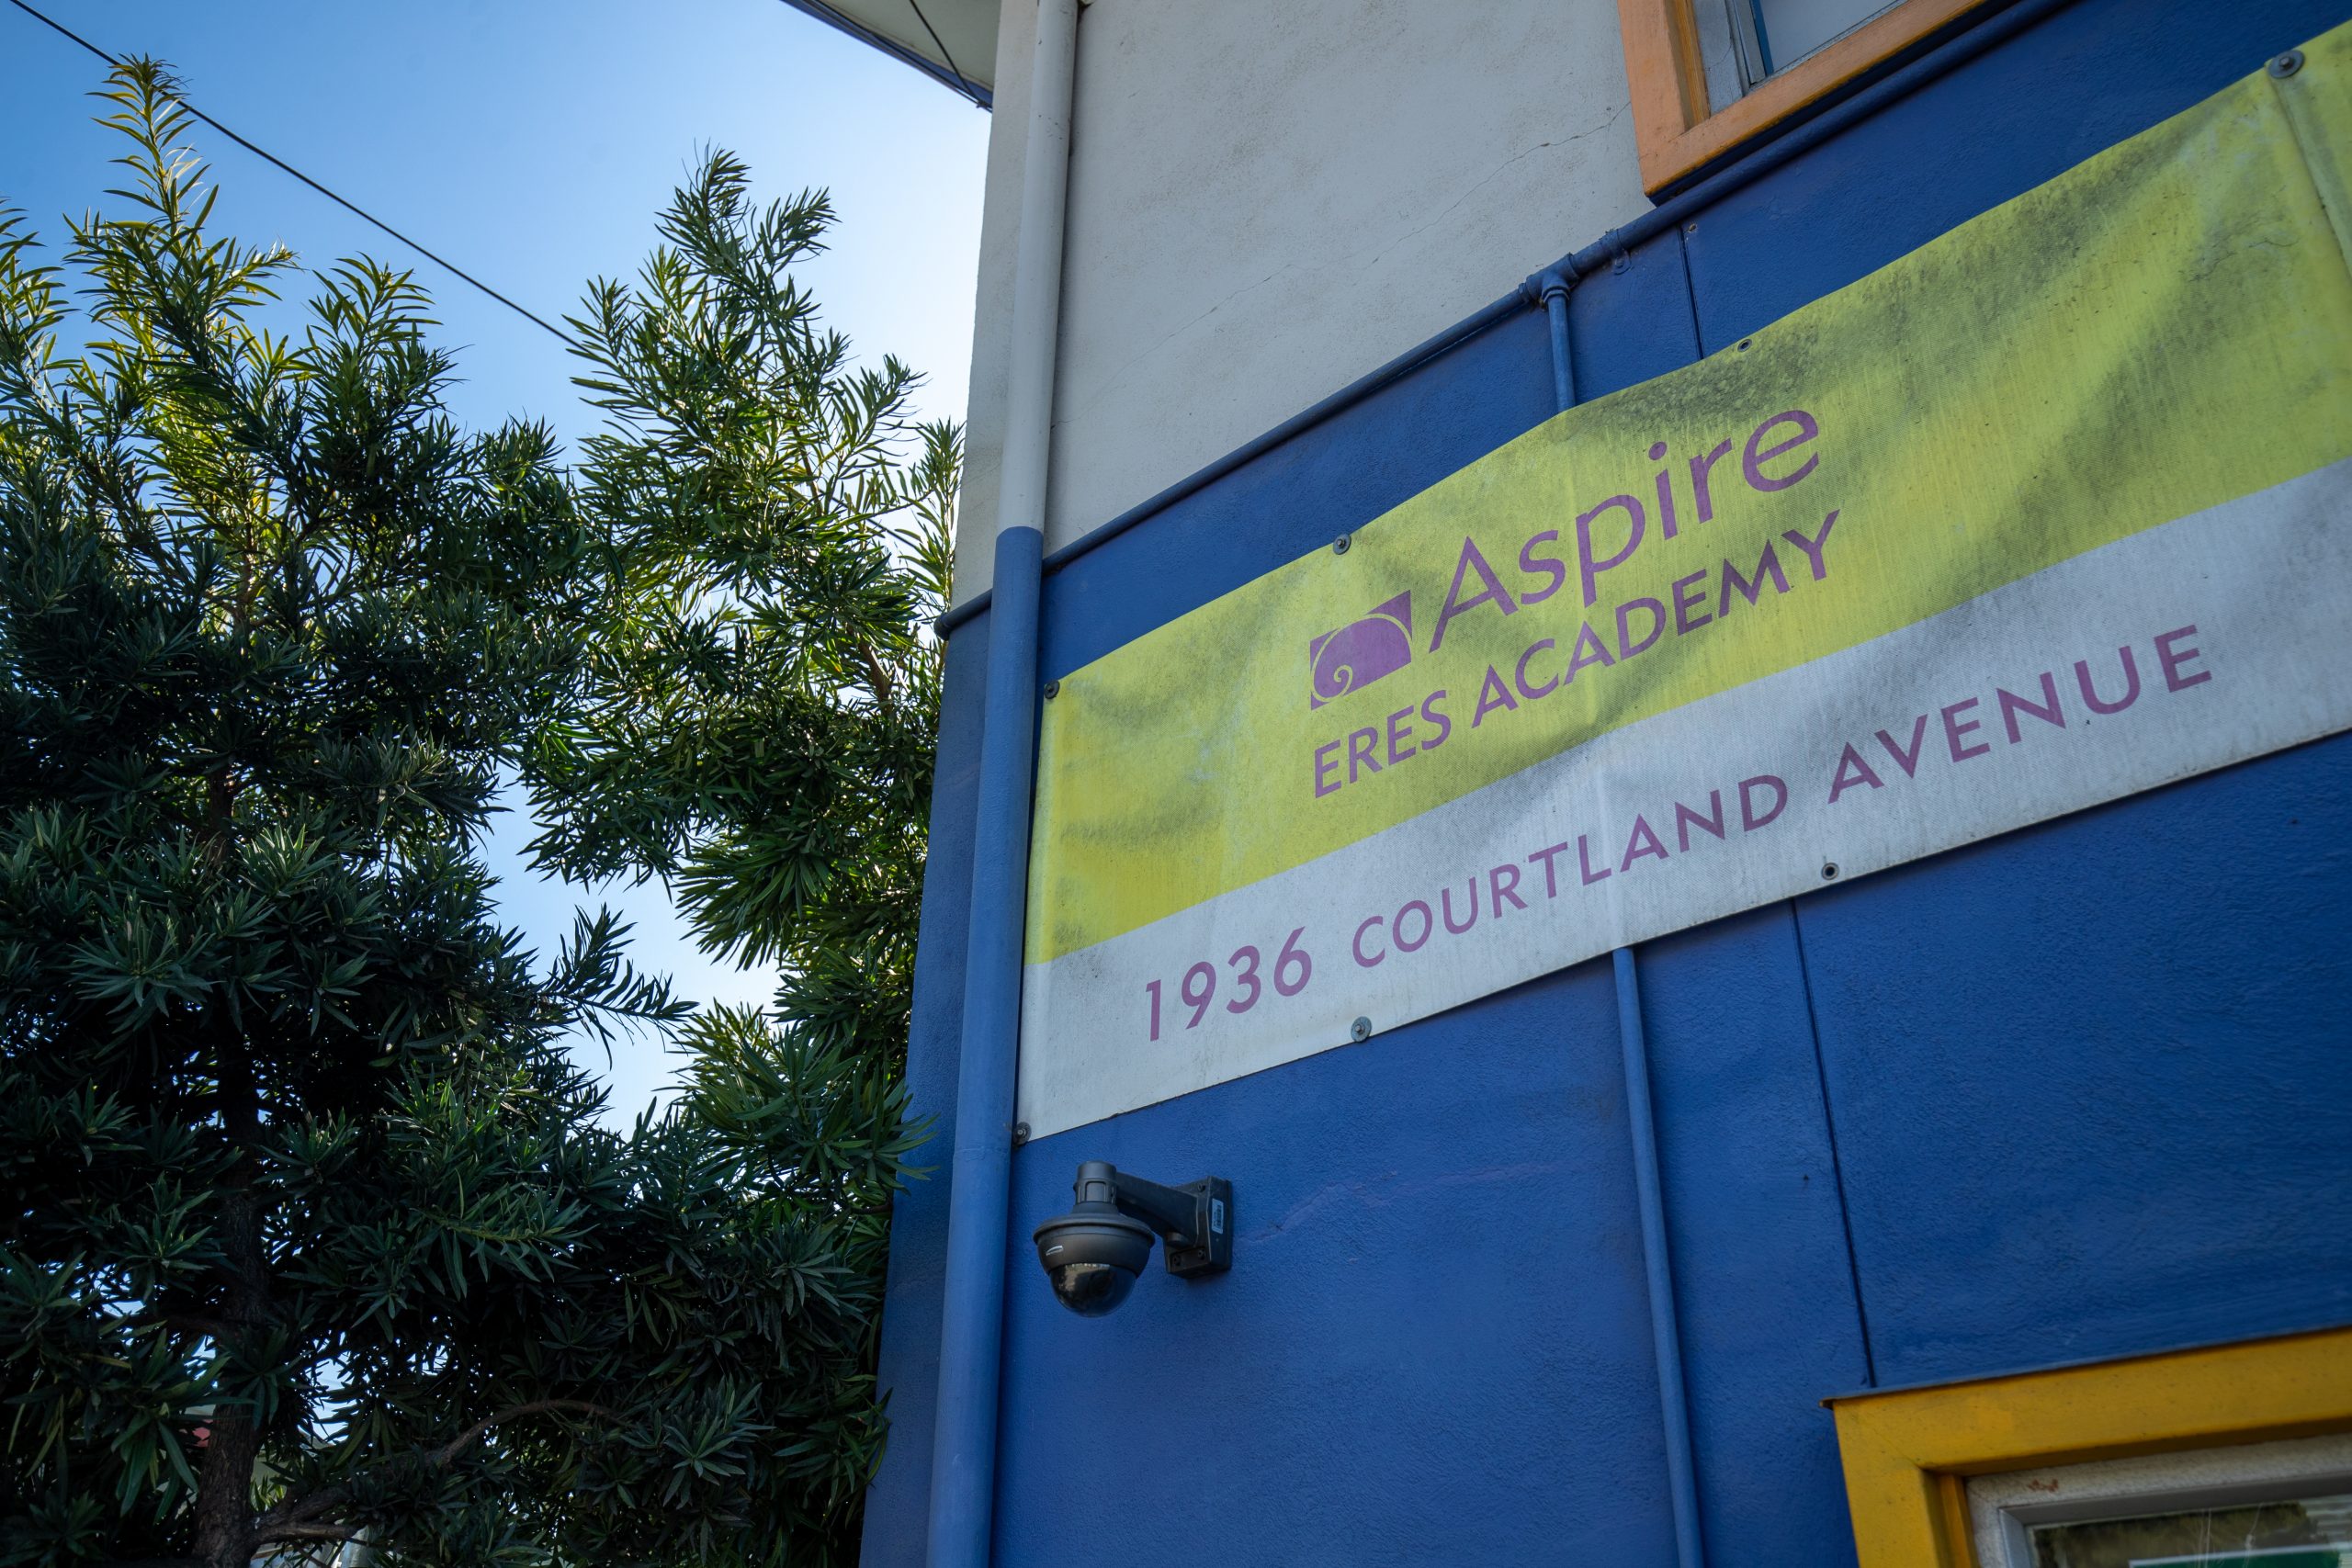 Aspire
ERES ACADEMY
1936 COURTLAND AVENUE